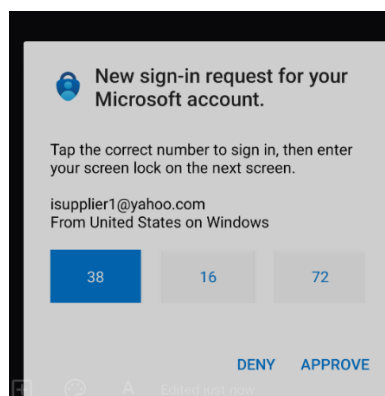 New sign-in request for your
Microsoft account.
Tap the correct number to sign in, then enter
your screen lock on the next screen.
isupplier1@yahoo.com
From United States on Windows
38 16 72
DENY APPROVE
A Edited just now